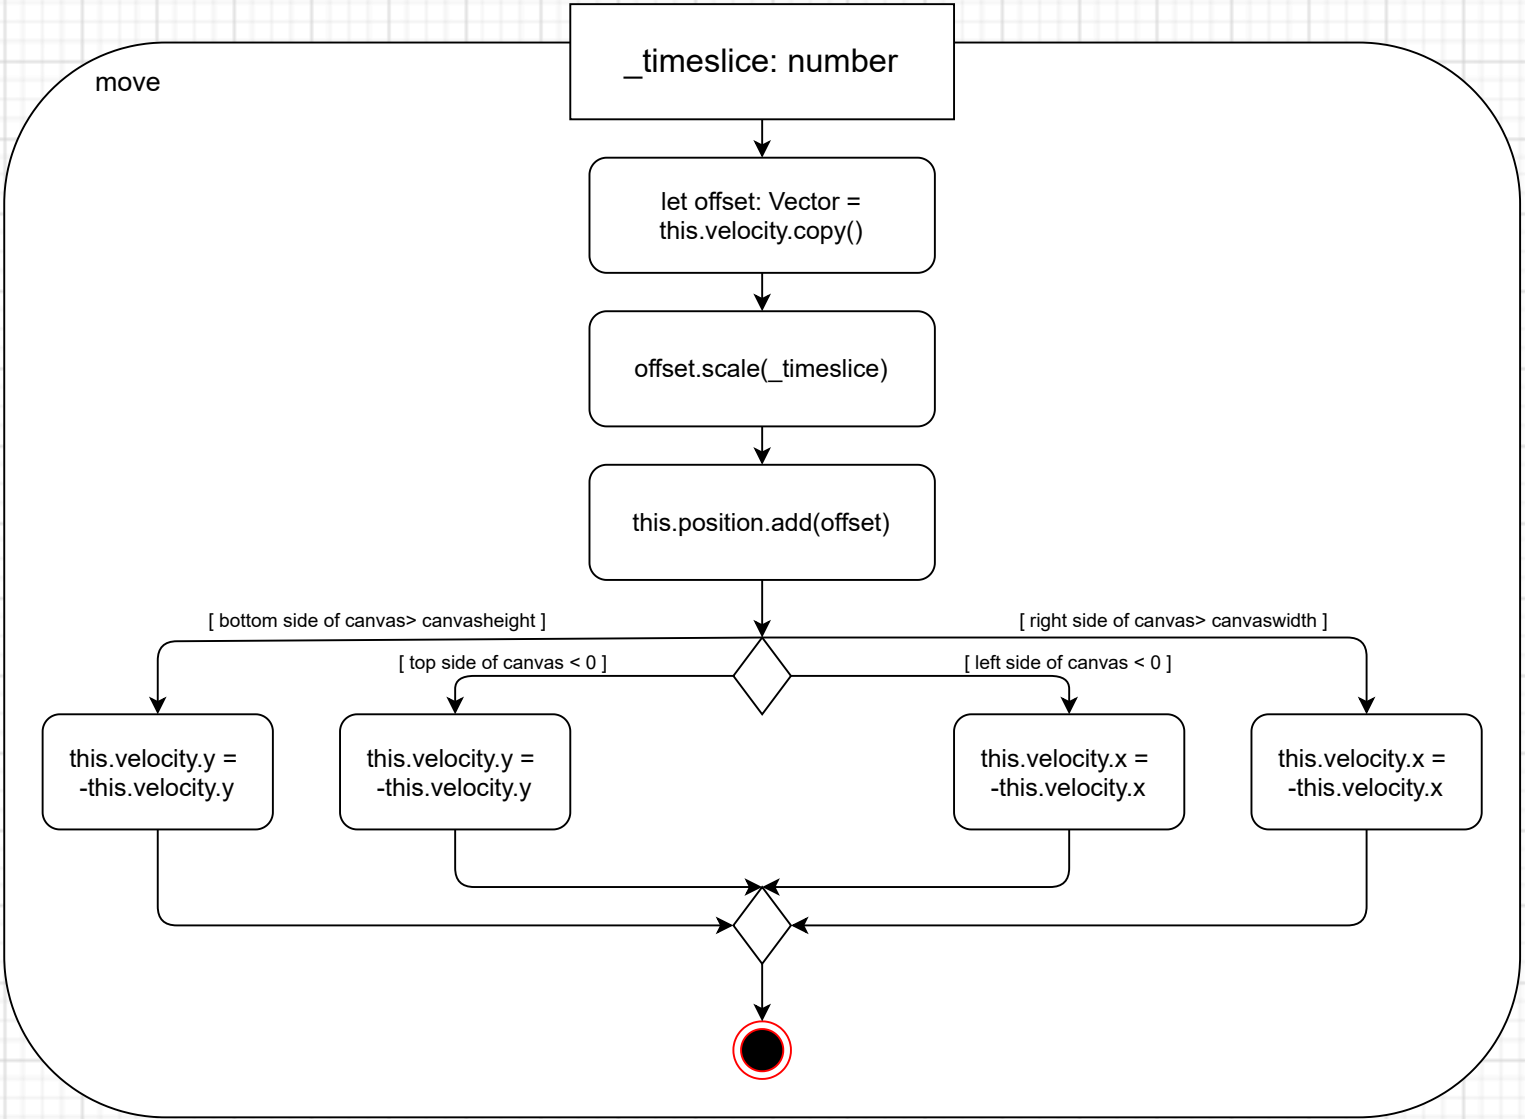 _timeslice: number
move
let offset: Vector =
this.velocity.copy()
offset.scale(_timeslice)
this.position.add(offset)
[ bottom side of canvas> canvasheight ]
[ right side of canvas> canvaswidth ]
[ top side of canvas < 0 ]
[ left side of canvas < 0 ]
this.velocity.y =
-this.velocity.y
this.velocity.y =
-this.velocity.y
this.velocity.x =
-this.velocity.x
this.velocity.x =
-this.velocity.x